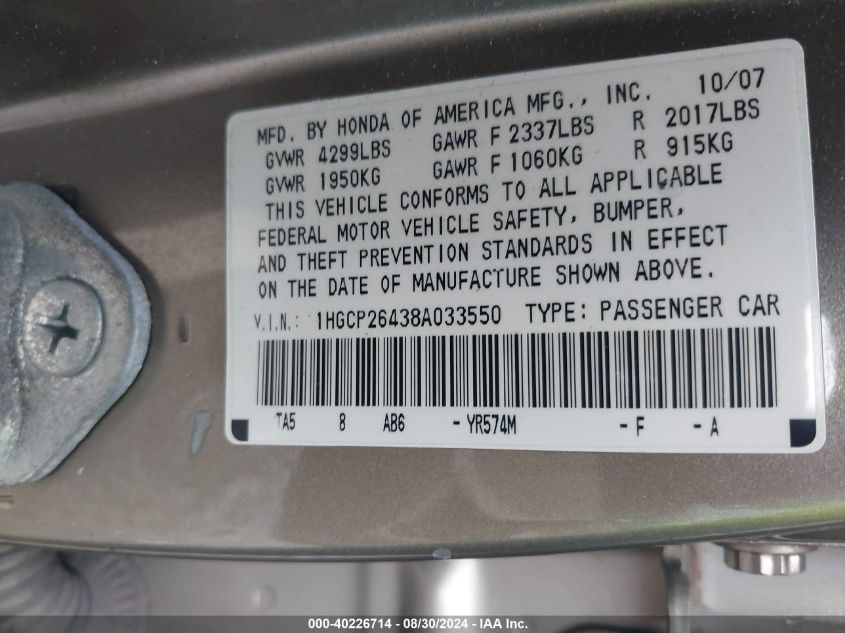 10/07
MFD. BY HONDA OF AMERICA MFG., INC.
GVWR 4299LBS GAWR F 2337LBS R 2017LBS
GVWR 1950KG GAWR F 1060KG R 915KG
THIS VEHICLE CONFORMS TO ALL APPLICABLE
FEDERAL MOTOR VEHICLE SAFETY, BUMPER,
AND THEFT PREVENTION STANDARDS IN EFFECT
ON THE DATE OF MANUFACTURE SHOWN ABOVE.
V.I.N.: 1HGCP26438A033550 TYPE: PASSENGER CAR
TA5 8 AB6 - YR574M - F - A
000-40226714 - 08/30/2024 - IAA Inc.